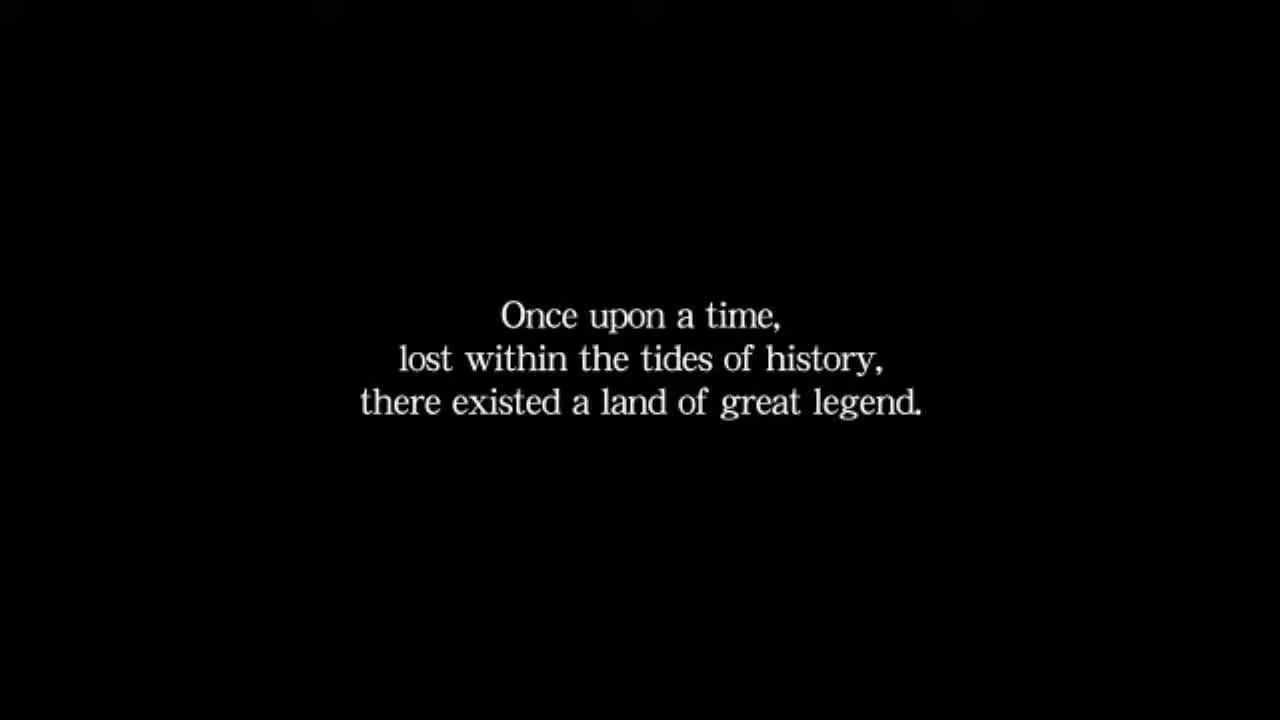 Once upon a time,
lost within the tides of history,
there existed a land of great legend.